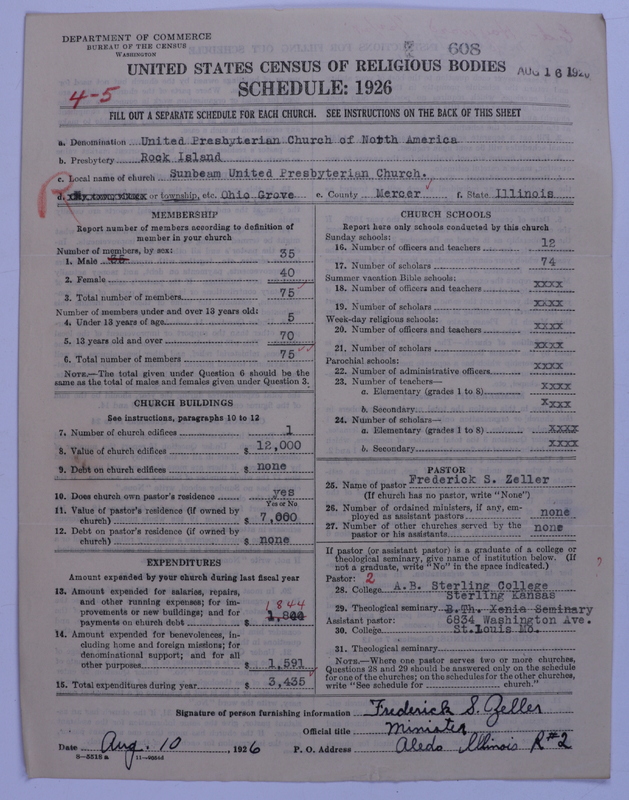 DEPARTMENT OF COMMERCE
BUREAU OF THE CENSUS
WASHINGTON
608
AUG 16 1926
UNITED STATES CENSUS OF RELIGIOUS BODIES
SCHEDULE: 1926
4-5
FILL OUT A SEPARATE SCHEDULE FOR EACH CHURCH. SEE INSTRUCTIONS ON THE BACK OF THIS SHEET
a. Denomination United Presbyterian Church of North America
b. Presbytery Rock Island
c. Local name of church Sunbeam United Presbyterian Church.
d. or township, etc. Ohio Grove e. County Mercer f. State Illinois
MEMBERSHIP
Report number of members according to definition of
member in your church
Number of members, by sex:
1. Male 35
2. Female 40
3. Total number of members 75
Number of members under and over 13 years old:
4. Under 13 years of age 5
5. 13 years old and over 70
6. Total number of members 75
NOTE.—The total given under Question 6 should be the
same as the total of males and females given under Question 3.
CHURCH BUILDINGS
See instructions, paragraphs 10 to 12
7. Number of church edifices 1
8. Value of church edifices $ 12,000
9. Debt on church edifices $ none
10. Does church own pastor's residence yes
Yes or No
11. Value of pastor's residence (if owned by
church) $ 7,000
12. Debt on pastor's residence (if owned by
church) $ none
EXPENDITURES
Amount expended by your church during last fiscal year
13. Amount expended for salaries, repairs,
and other running expenses; for im-
provements or new buildings; and for 1844
payments on church debt $
14. Amount expended for benevolences, in-
cluding home and foreign missions; for
denominational support; and for all
other purposes $ 1,591
15. Total expenditures during year $ 3,435
CHURCH SCHOOLS
Report here only schools conducted by this church
Sunday schools:
16. Number of officers and teachers 12
17. Number of scholars 74
Summer vacation Bible schools:
18. Number of officers and teachers xxxx
19. Number of scholars xxxx
Week-day religious schools:
20. Number of officers and teachers xxxx
21. Number of scholars xxxx
Parochial schools:
22. Number of administrative officers xxxx
23. Number of teachers—
a. Elementary (grades 1 to 8) xxxx
b. Secondary xxxx
24. Number of scholars—
a. Elementary (grades 1 to 8) xxxx
b. Secondary xxxx
PASTOR
25. Name of pastor Frederick S. Zeller
(If church has no pastor, write "None")
26. Number of ordained ministers, if any, em-
ployed as assistant pastors none
27. Number of other churches served by the
pastor or his assistants none
If pastor (or assistant pastor) is a graduate of a college or
theological seminary, give name of institution below. (If
not a graduate, write "No" in the space indicated.) ?
Pastor: 2
28. College A.B. Sterling College
Sterling Kansas
29. Theological seminary B.Th. Xenia Seminary
Assistant pastor: 6834 Washington Ave.
30. College St. Louis Mo.
31. Theological seminary
NOTE.—Where one pastor serves two or more churches,
Questions 28 and 29 should be answered only on the schedule
for one of the churches; on the schedules for the other churches,
write "See schedule for church."
Signature of person furnishing information Frederick S. Zeller
Official title Minister
Date Aug. 10, 1926 P. O. Address Aledo Illinois R#2
8-5518 a